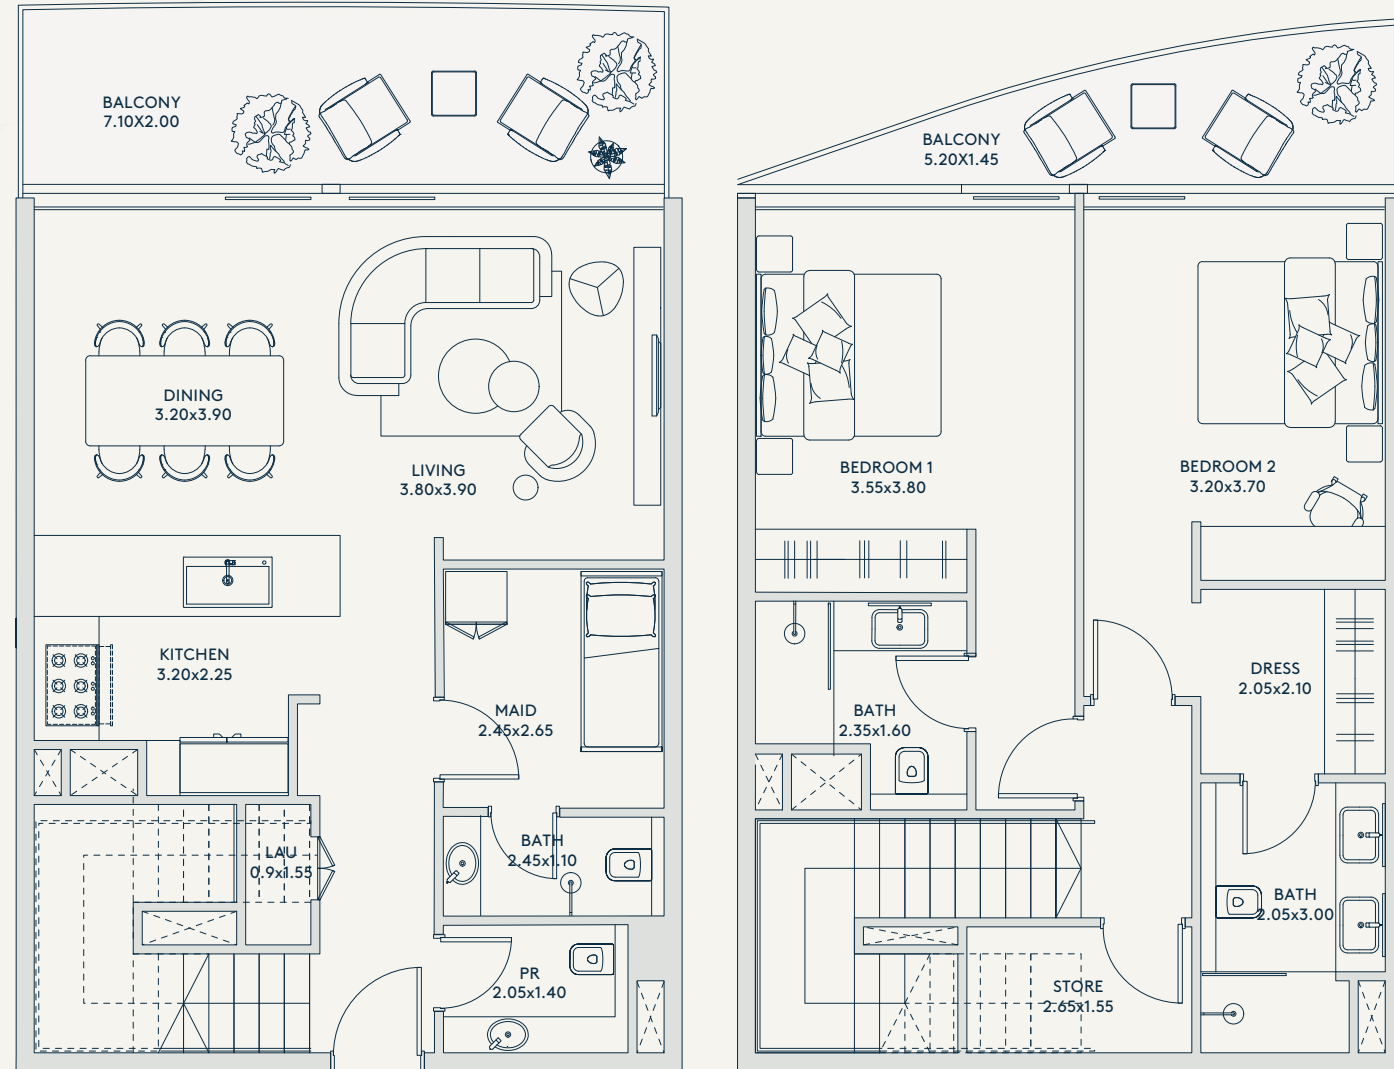 BALCONY
7.10X2.00
DINING
3.20x3.90
LIVING
3.80x3.90
KITCHEN
3.20x2.25
MAID
2.45x2.65
LAU
0.9x1.55
BATH
2.45x1.10
PR
2.05x1.40
BALCONY
5.20X1.45
BEDROOM 1
3.55x3.80
BEDROOM 2
3.20x3.70
DRESS
2.05x2.10
BATH
2.35x1.60
BATH
2.05x3.00
STORE
2.65x1.55